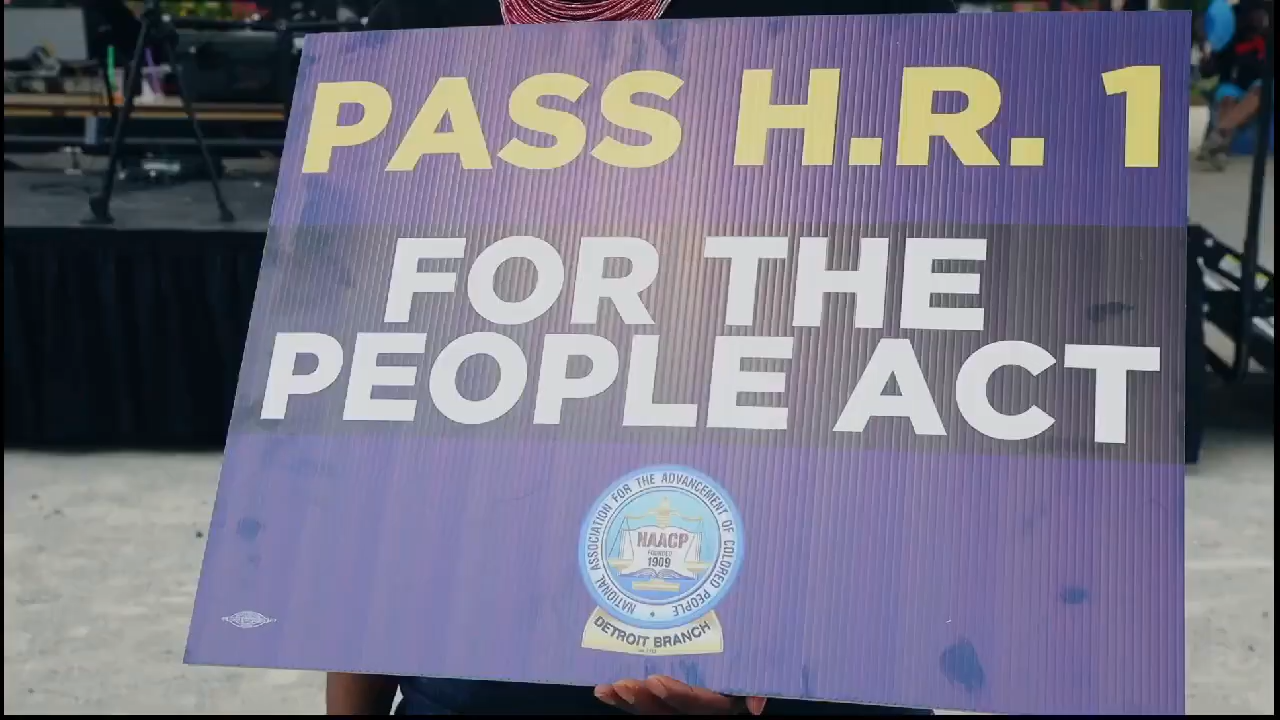 PASS H.R. 1
FOR THE
PEOPLE ACT
NATIONAL ASSOCIATION FOR THE ADVANCEMENT OF COLORED PEOPLE
NAACP
FOUNDED
1909
DETROIT BRANCH